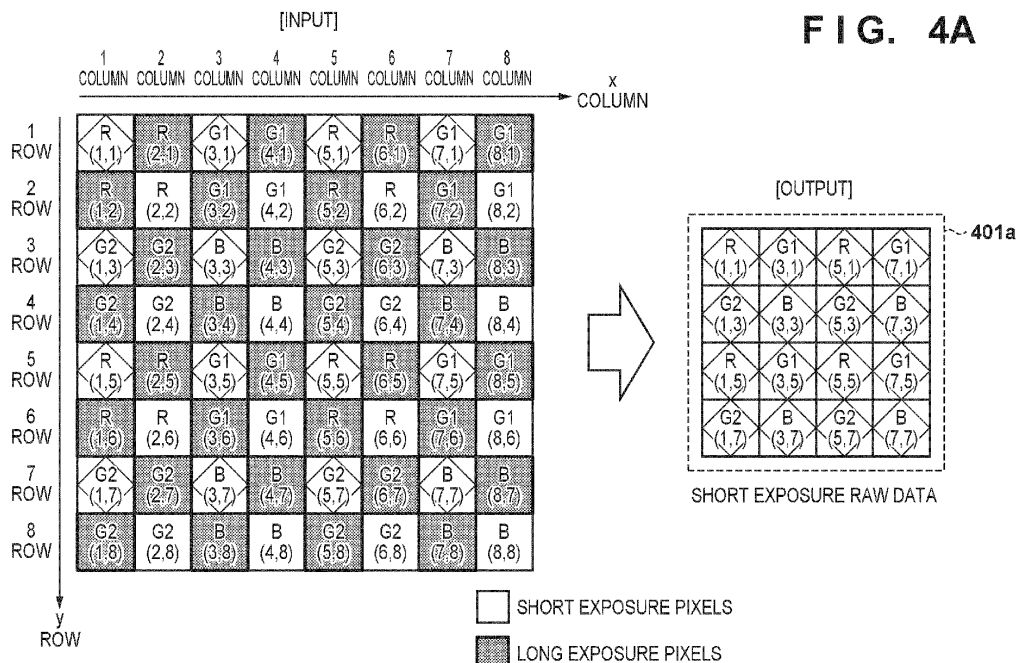 FIG. 4A
[INPUT]
1 COLUMN 2 COLUMN 3 COLUMN 4 COLUMN 5 COLUMN 6 COLUMN 7 COLUMN 8 COLUMN
x COLUMN
1 ROW
R G1 R G1
R G1 R G1
(1,1) (2,1) (3,1) (4,1) (5,1) (6,1) (7,1) (8,1)
2 ROW
R R G1 G1 R R G1 G1
(1,2) (2,2) (3,2) (4,2) (5,2) (6,2) (7,2) (8,2)
3 ROW
G2 G2 B B G2 G2 B B
(1,3) (2,3) (3,3) (4,3) (5,3) (6,3) (7,3) (8,3)
4 ROW
G2 G2 B B G2 G2 B B
(1,4) (2,4) (3,4) (4,4) (5,4) (6,4) (7,4) (8,4)
5 ROW
R R G1 G1 R R G1 G1
(1,5) (2,5) (3,5) (4,5) (5,5) (6,5) (7,5) (8,5)
6 ROW
R R G1 G1 R R G1 G1
(1,6) (2,6) (3,6) (4,6) (5,6) (6,6) (7,6) (8,6)
7 ROW
G2 G2 B B G2 G2 B B
(1,7) (2,7) (3,7) (4,7) (5,7) (6,7) (7,7) (8,7)
8 ROW
G2 G2 B B G2 G2 B B
(1,8) (2,8) (3,8) (4,8) (5,8) (6,8) (7,8) (8,8)
y
ROW
[OUTPUT]
401a
R G1 R G1
(1,1) (3,1) (5,1) (7,1)
G2 B G2 B
(1,3) (3,3) (5,3) (7,3)
R G1 R G1
(1,5) (3,5) (5,5) (7,5)
G2 B G2 B
(1,7) (3,7) (5,7) (7,7)
SHORT EXPOSURE RAW DATA
SHORT EXPOSURE PIXELS
LONG EXPOSURE PIXELS